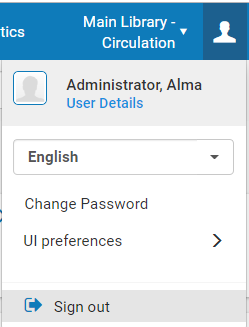 tics
Main Library -
Circulation
Administrator, Alma
User Details
English
Change Password
UI preferences
Sign out